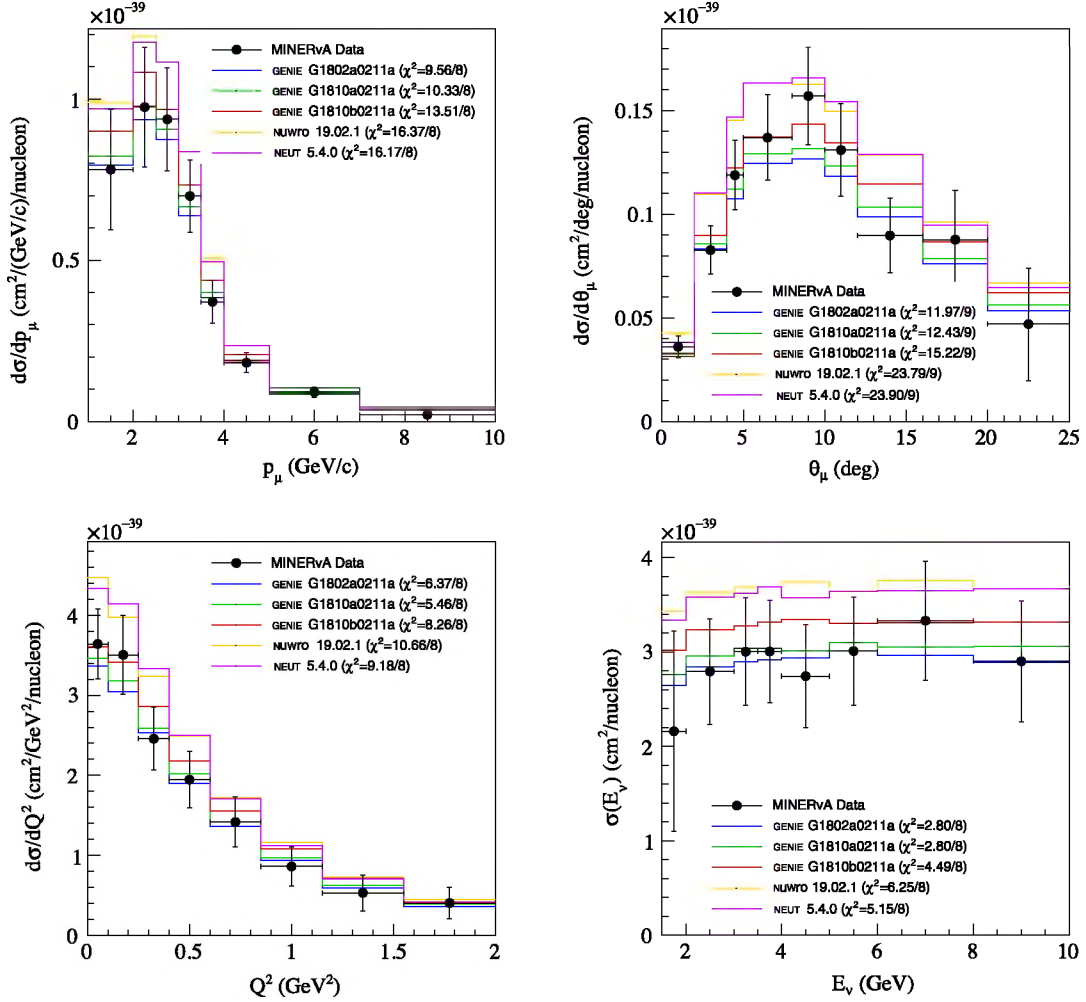 ×10⁻³⁹
dσ/dp_μ (cm²/(GeV/c)/nucleon)
1
0.5
0
MINERvA Data
GENIE G1802a0211a (χ²=9.56/8)
GENIE G1810a0211a (χ²=10.33/8)
GENIE G1810b0211a (χ²=13.51/8)
NUWRO 19.02.1 (χ²=16.37/8)
NEUT 5.4.0 (χ²=16.17/8)
2 4 6 8 10
p_μ (GeV/c)
×10⁻³⁹
dσ/dθ_μ (cm²/deg/nucleon)
0.15
0.1
0.05
0
MINERvA Data
GENIE G1802a0211a (χ²=11.97/9)
GENIE G1810a0211a (χ²=12.43/9)
GENIE G1810b0211a (χ²=15.22/9)
NUWRO 19.02.1 (χ²=23.79/9)
NEUT 5.4.0 (χ²=23.90/9)
0 5 10 15 20 25
θ_μ (deg)
×10⁻³⁹
dσ/dQ² (cm²/GeV²/nucleon)
4
3
2
1
0
MINERvA Data
GENIE G1802a0211a (χ²=6.37/8)
GENIE G1810a0211a (χ²=5.46/8)
GENIE G1810b0211a (χ²=8.26/8)
NUWRO 19.02.1 (χ²=10.66/8)
NEUT 5.4.0 (χ²=9.18/8)
0 0.5 1 1.5 2
Q² (GeV²)
×10⁻³⁹
σ(E_ν) (cm²/nucleon)
4
3
2
1
0
MINERvA Data
GENIE G1802a0211a (χ²=2.80/8)
GENIE G1810a0211a (χ²=2.80/8)
GENIE G1810b0211a (χ²=4.49/8)
NUWRO 19.02.1 (χ²=6.25/8)
NEUT 5.4.0 (χ²=5.15/8)
2 4 6 8 10
E_ν (GeV)